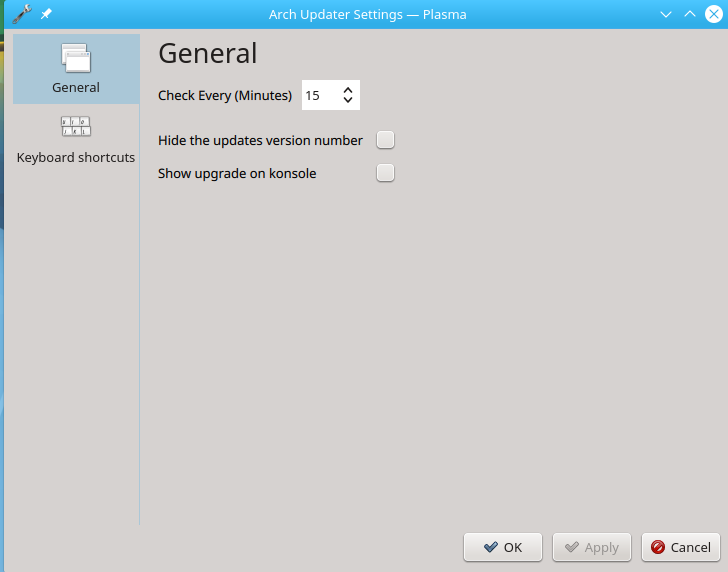 Arch Updater Settings — Plasma
General
Keyboard shortcuts
General
Check Every (Minutes) 15
Hide the updates version number
Show upgrade on konsole
OK Apply Cancel